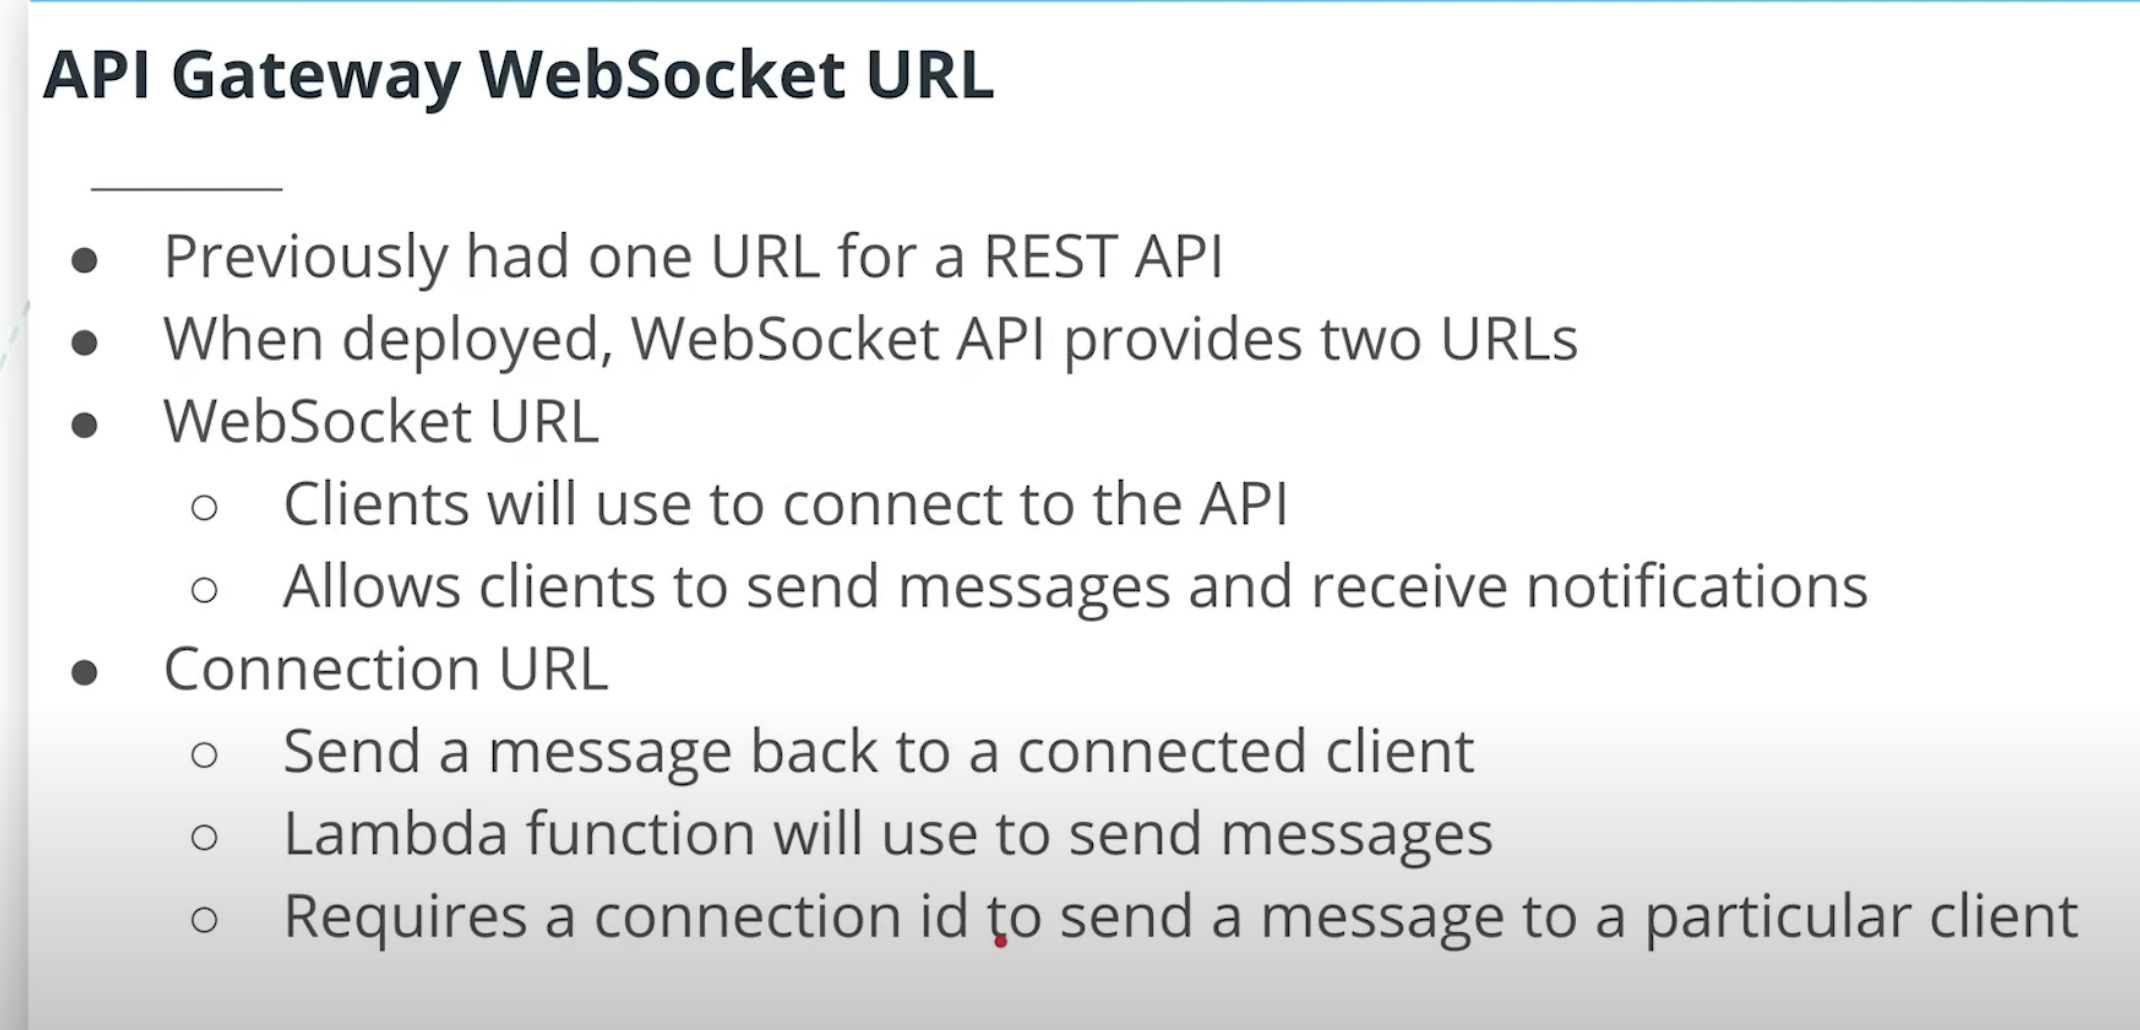 API Gateway WebSocket URL
● Previously had one URL for a REST API
● When deployed, WebSocket API provides two URLs
● WebSocket URL
○ Clients will use to connect to the API
○ Allows clients to send messages and receive notifications
● Connection URL
○ Send a message back to a connected client
○ Lambda function will use to send messages
○ Requires a connection id to send a message to a particular client